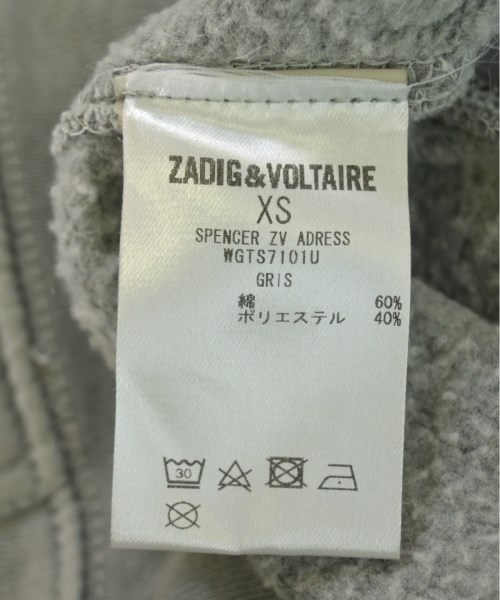 ZADIG&VOLTAIRE
XS
SPENCER ZV ADRESS
WGTS7101U
GRIS
綿 60%
ポリエステル 40%
30